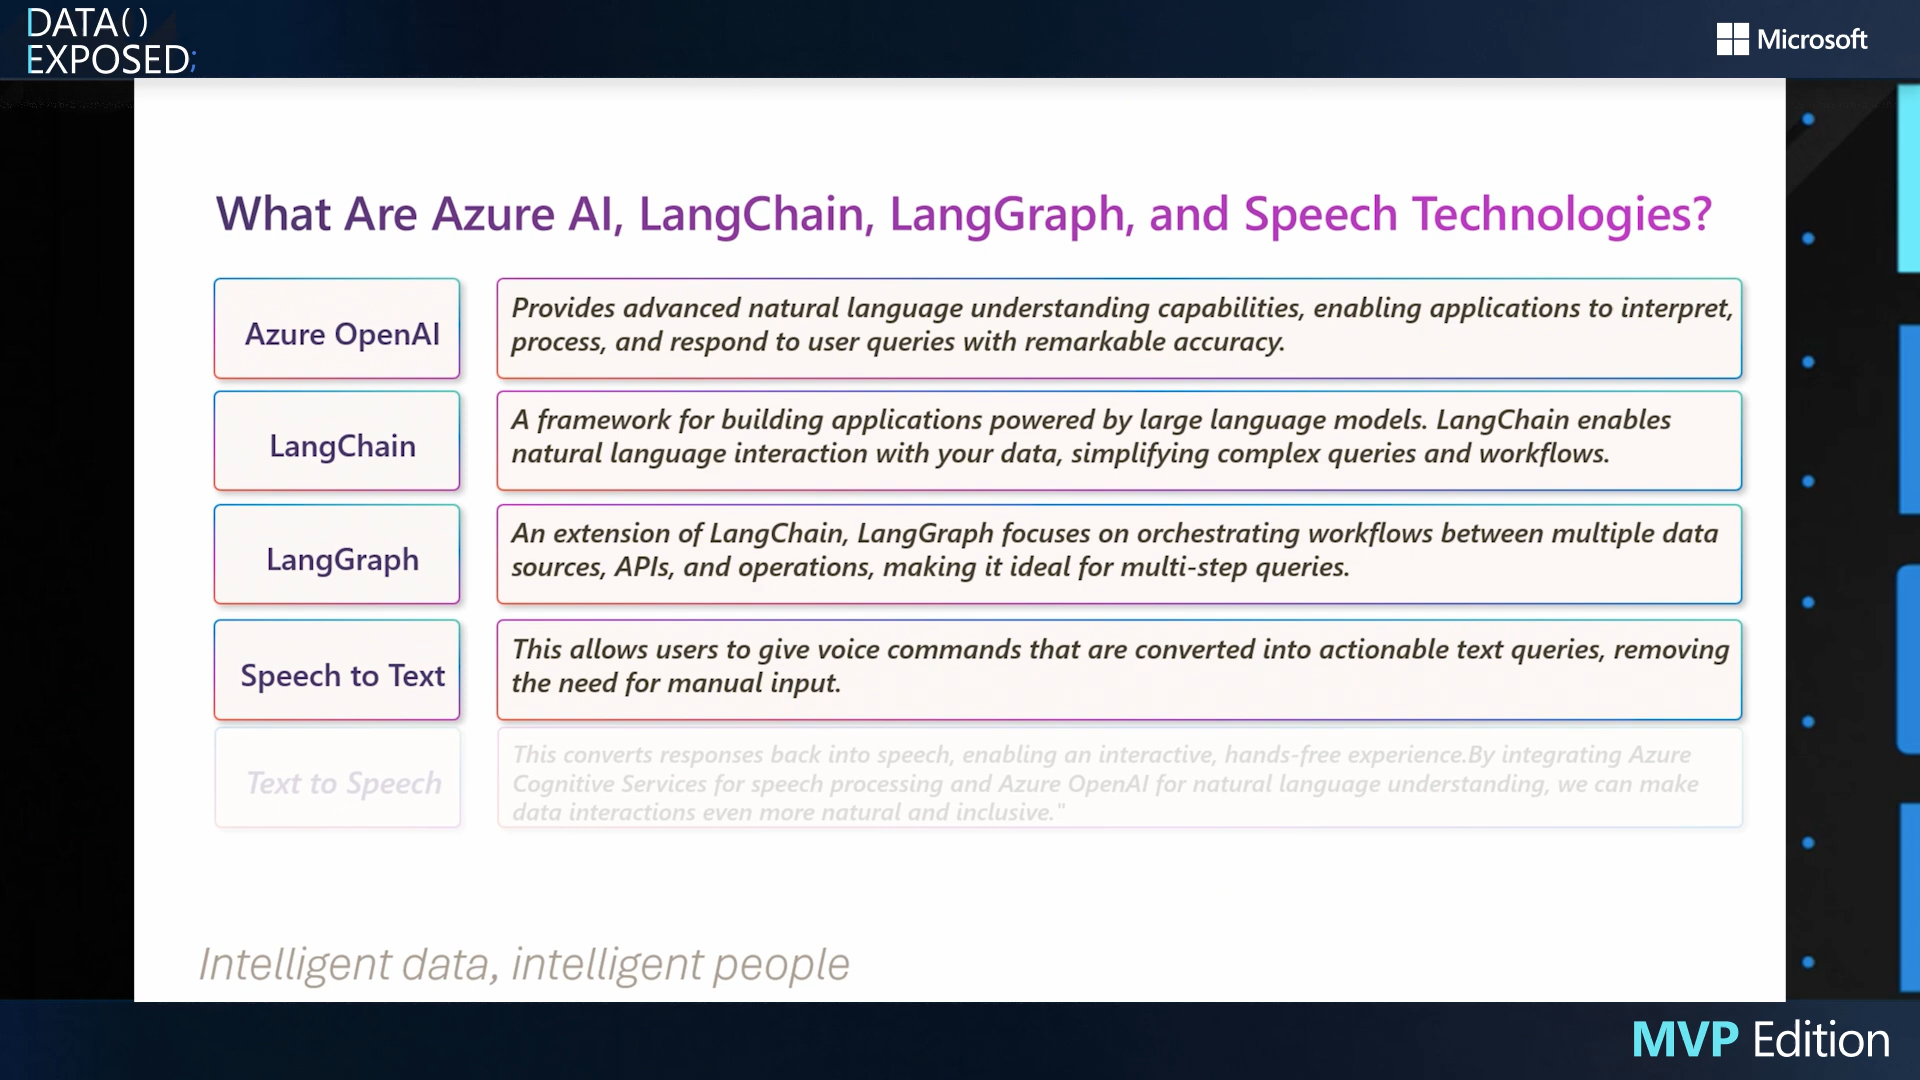 DATA()
EXPOSED;
Microsoft
What Are Azure AI, LangChain, LangGraph, and Speech Technologies?
Azure OpenAI
Provides advanced natural language understanding capabilities, enabling applications to interpret,
process, and respond to user queries with remarkable accuracy.
LangChain
A framework for building applications powered by large language models. LangChain enables
natural language interaction with your data, simplifying complex queries and workflows.
LangGraph
An extension of LangChain, LangGraph focuses on orchestrating workflows between multiple data
sources, APIs, and operations, making it ideal for multi-step queries.
Speech to Text
This allows users to give voice commands that are converted into actionable text queries, removing
the need for manual input.
Text to Speech
This converts responses back into speech, enabling an interactive, hands-free experience.By integrating Azure
Cognitive Services for speech processing and Azure OpenAI for natural language understanding, we can make
data interactions even more natural and inclusive."
Intelligent data, intelligent people
MVP Edition